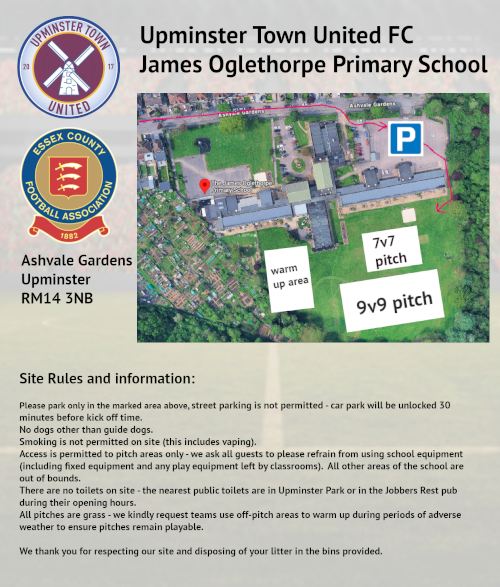 Upminster Town United FC
James Oglethorpe Primary School
UPMINSTER TOWN
20 17
UNITED
ESSEX COUNTY
FOOTBALL ASSOCIATION
1882
Ashvale Gardens
Upminster
RM14 3NB
Ashvale Gardens
Ashvale Gardens
P
The James Oglethorpe
Primary School
warm
up area
7v7
pitch
9v9 pitch
Site Rules and information:
Please park only in the marked area above, street parking is not permitted - car park will be unlocked 30
minutes before kick off time.
No dogs other than guide dogs.
Smoking is not permitted on site (this includes vaping).
Access is permitted to pitch areas only - we ask all guests to please refrain from using school equipment
(including fixed equipment and any play equipment left by classrooms). All other areas of the school are
out of bounds.
There are no toilets on site - the nearest public toilets are in Upminster Park or in the Jobbers Rest pub
during their opening hours.
All pitches are grass - we kindly request teams use off-pitch areas to warm up during periods of adverse
weather to ensure pitches remain playable.
We thank you for respecting our site and disposing of your litter in the bins provided.